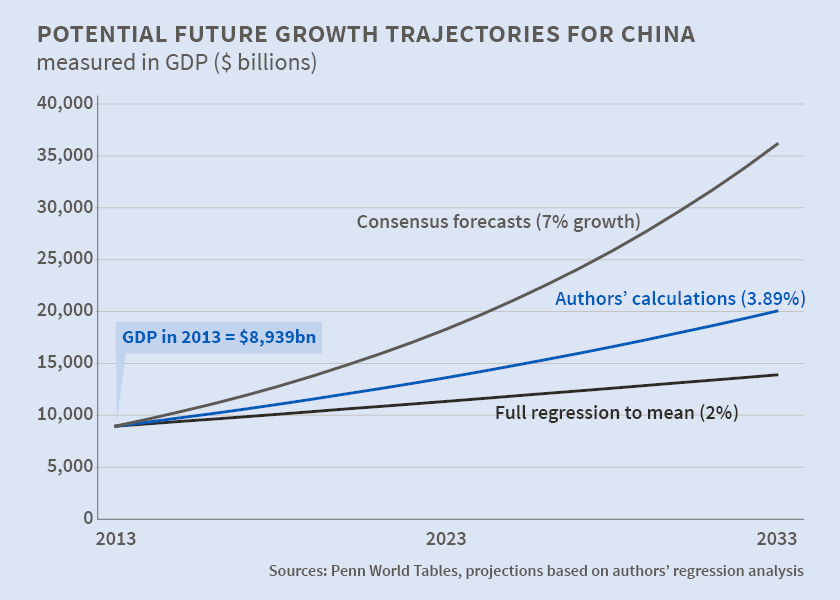 POTENTIAL FUTURE GROWTH TRAJECTORIES FOR CHINA
measured in GDP ($ billions)
40,000
35,000
30,000
Consensus forecasts (7% growth)
25,000
Authors’ calculations (3.89%)
20,000
GDP in 2013 = $8,939bn
15,000
10,000
Full regression to mean (2%)
5,000
0
2013
2023
2033
Sources: Penn World Tables, projections based on authors’ regression analysis